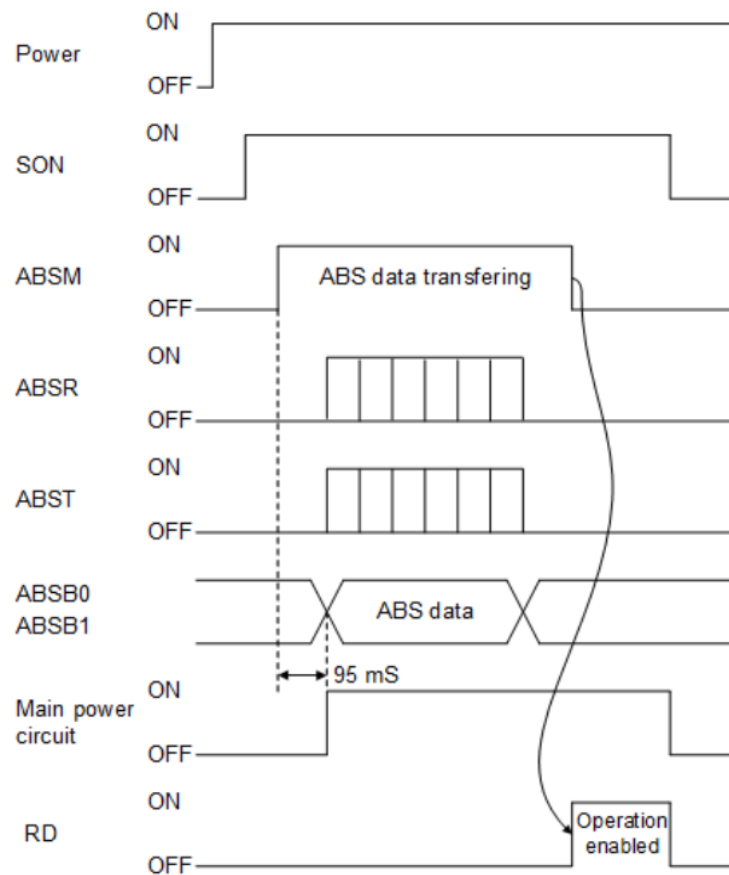 ON
Power
OFF
ON
SON
OFF
ON
ABSM
ABS data transfering
OFF
ON
ABSR
OFF
ON
ABST
OFF
ABSB0
ABS data
ABSB1
95 mS
ON
Main power
circuit
OFF
ON
RD
Operation
enabled
OFF